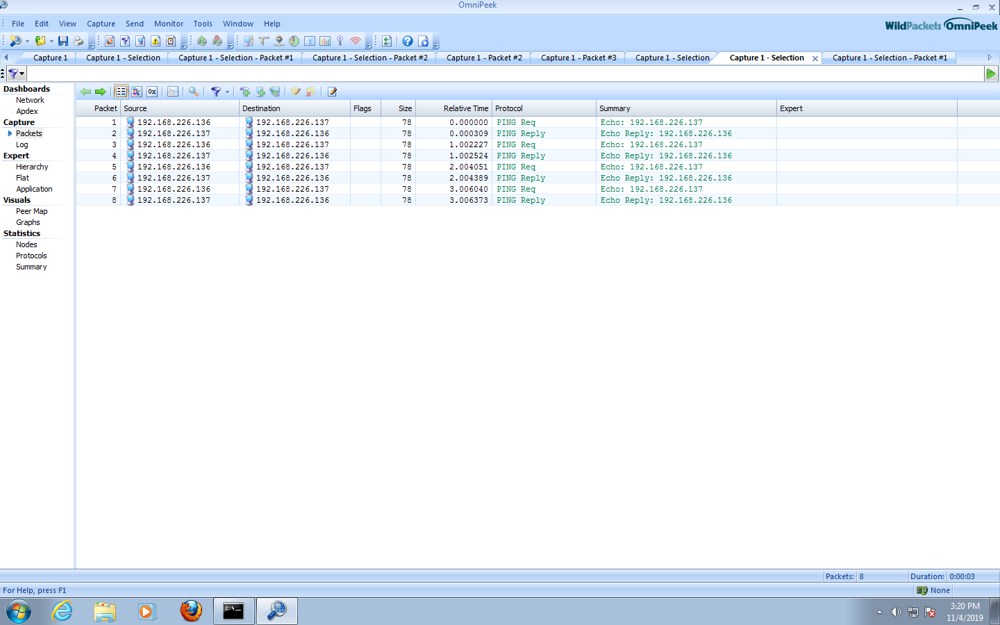 OmniPeek
File Edit View Capture Send Monitor Tools Window Help
WildPackets OmniPeek
Capture 1 Capture 1 - Selection Capture 1 - Selection - Packet #1 Capture 1 - Selection - Packet #2 Capture 1 - Packet #2 Capture 1 - Packet #3 Capture 1 - Selection Capture 1 - Selection Capture 1 - Selection - Packet #1
Dashboards
Network
Apdex
Capture
Packets
Log
Expert
Hierarchy
Flat
Application
Visuals
Peer Map
Graphs
Statistics
Nodes
Protocols
Summary
0x
Packet Source Destination Flags Size Relative Time Protocol Summary Expert
1 192.168.226.136 192.168.226.137 78 0.000000 PING Req Echo: 192.168.226.137
2 192.168.226.137 192.168.226.136 78 0.000309 PING Reply Echo Reply: 192.168.226.136
3 192.168.226.136 192.168.226.137 78 1.002227 PING Req Echo: 192.168.226.137
4 192.168.226.137 192.168.226.136 78 1.002524 PING Reply Echo Reply: 192.168.226.136
5 192.168.226.136 192.168.226.137 78 2.004051 PING Req Echo: 192.168.226.137
6 192.168.226.137 192.168.226.136 78 2.004389 PING Reply Echo Reply: 192.168.226.136
7 192.168.226.136 192.168.226.137 78 3.006040 PING Req Echo: 192.168.226.137
8 192.168.226.137 192.168.226.136 78 3.006373 PING Reply Echo Reply: 192.168.226.136
Packets: 8 Duration: 0:00:03
For Help, press F1 None
C:\_
3:20 PM
11/4/2019